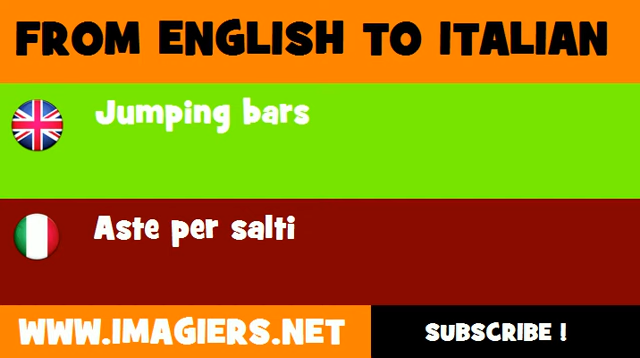 FROM ENGLISH TO ITALIAN
Jumping bars
Aste per salti
WWW.IMAGIERS.NET
SUBSCRIBE !